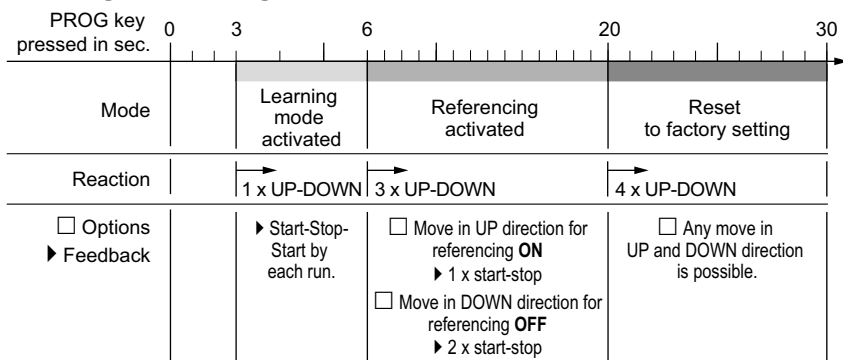 PROG key
pressed in sec.
0 3 6 20 30
Mode
Learning
mode
activated
Referencing
activated
Reset
to factory setting
Reaction
1 x UP-DOWN
3 x UP-DOWN
4 x UP-DOWN
☐ Options
▶ Feedback
▶ Start-Stop-
Start by
each run.
☐ Move in UP direction for
referencing ON
▶ 1 x start-stop
☐ Move in DOWN direction for
referencing OFF
▶ 2 x start-stop
☐ Any move in
UP and DOWN direction
is possible.